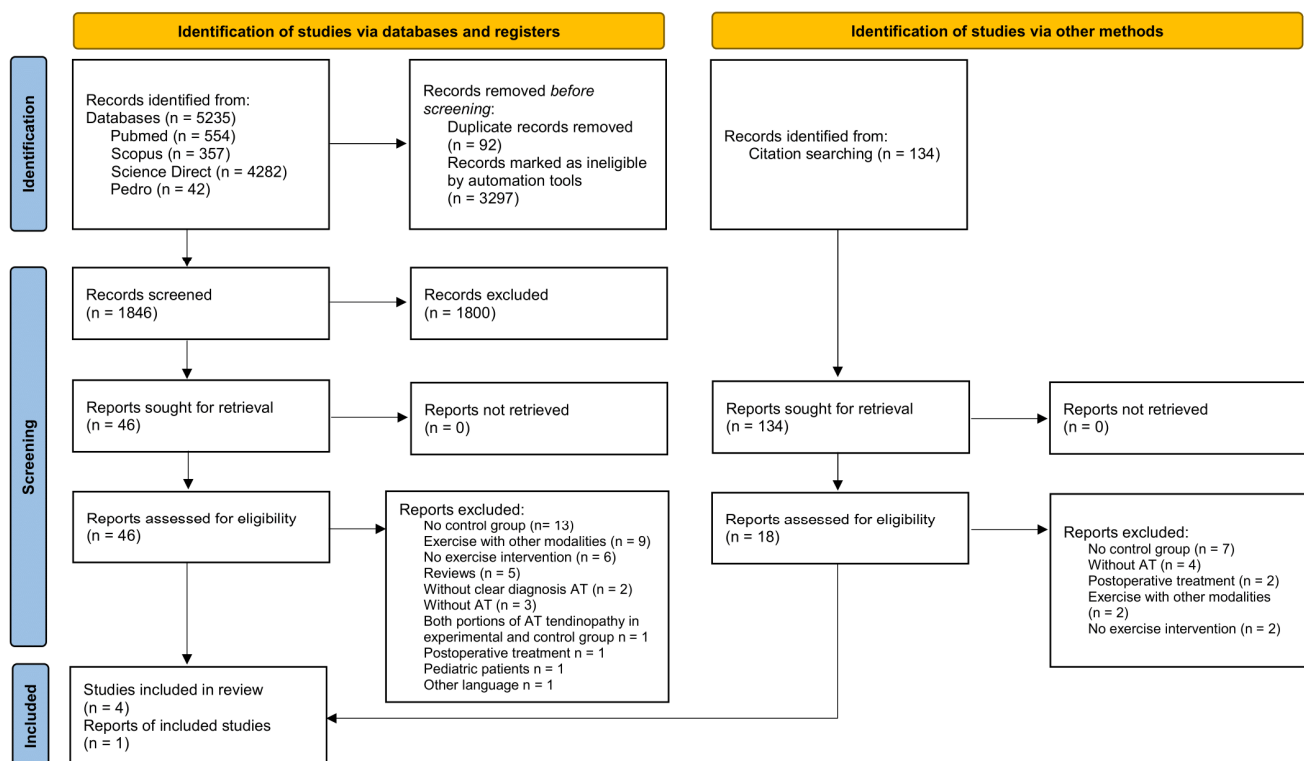 Identification of studies via databases and registers
Identification of studies via other methods
Identification
Records identified from:
Databases (n = 5235)
Pubmed (n = 554)
Scopus (n = 357)
Science Direct (n = 4282)
Pedro (n = 42)
Records removed before
screening:
Duplicate records removed
(n = 92)
Records marked as ineligible
by automation tools
(n = 3297)
Records identified from:
Citation searching (n = 134)
Screening
Records screened
(n = 1846)
Records excluded
(n = 1800)
Reports sought for retrieval
(n = 46)
Reports not retrieved
(n = 0)
Reports sought for retrieval
(n = 134)
Reports not retrieved
(n = 0)
Reports assessed for eligibility
(n = 46)
Reports excluded:
No control group (n= 13)
Exercise with other modalities (n = 9)
No exercise intervention (n = 6)
Reviews (n = 5)
Without clear diagnosis AT (n = 2)
Without AT (n = 3)
Both portions of AT tendinopathy in
experimental and control group n = 1
Postoperative treatment n = 1
Pediatric patients n = 1
Other language n = 1
Reports assessed for eligibility
(n = 18)
Reports excluded:
No control group (n = 7)
Without AT (n = 4)
Postoperative treatment (n = 2)
Exercise with other modalities
(n = 2)
No exercise intervention (n = 2)
Included
Studies included in review
(n = 4)
Reports of included studies
(n = 1)